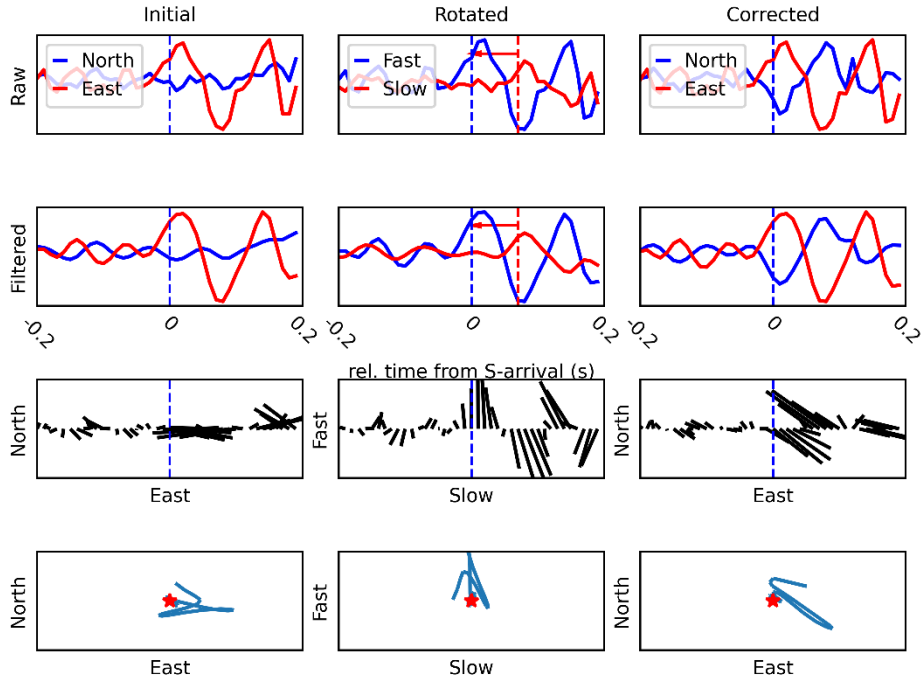 Initial Rotated Corrected
Raw
North
East
Fast
Slow
North
East
Filtered
-0.2 0 0.2 -0.2 0 0.2 -0.2 0 0.2
rel. time from S-arrival (s)
North
East
Fast
Slow
North
East
North
East
Fast
Slow
North
East